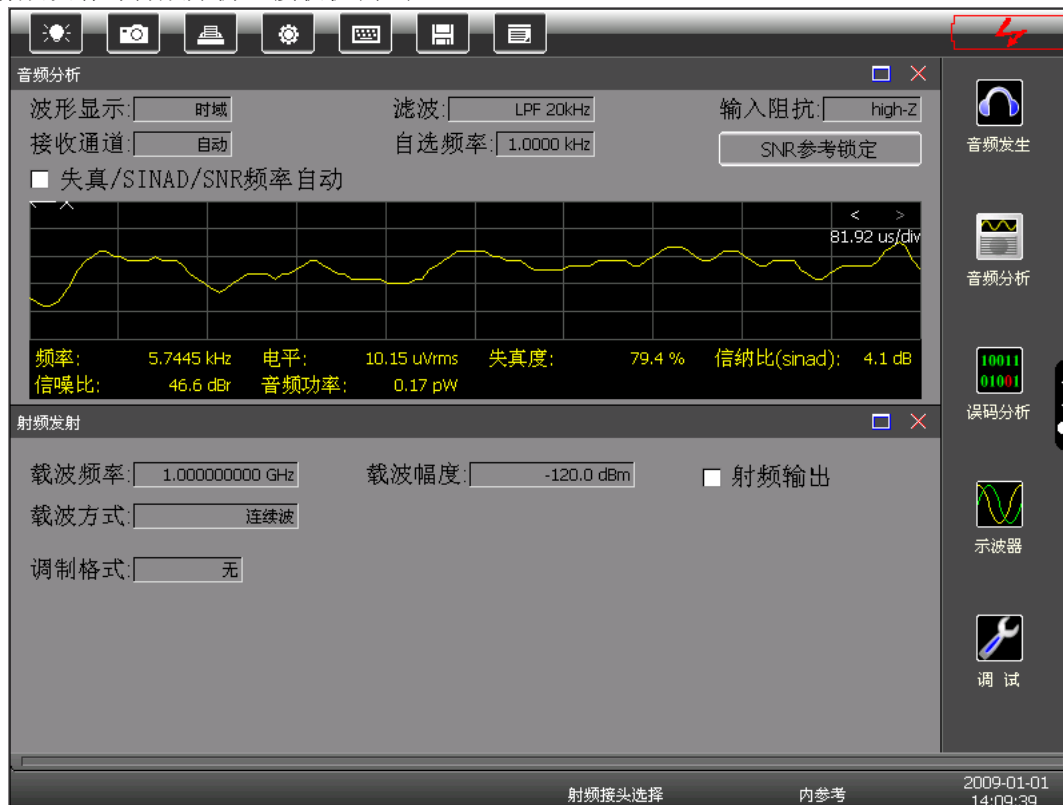 音频分析
波形显示: 时域 滤波: LPF 20kHz 输入阻抗: high-Z
接收通道: 自动 自选频率: 1.0000 kHz SNR参考锁定
失真/SINAD/SNR频率自动
< >
81.92 us/div
频率: 5.7445 kHz 电平: 10.15 uVrms 失真度: 79.4 % 信纳比(sinad): 4.1 dB
信噪比: 46.6 dBr 音频功率: 0.17 pW
射频发射
载波频率: 1.000000000 GHz 载波幅度: -120.0 dBm 射频输出
载波方式: 连续波
调制格式: 无
音频发生
音频分析
10011
01001
误码分析
示波器
调 试
射频接头选择 内参考 2009-01-01
14:09:39